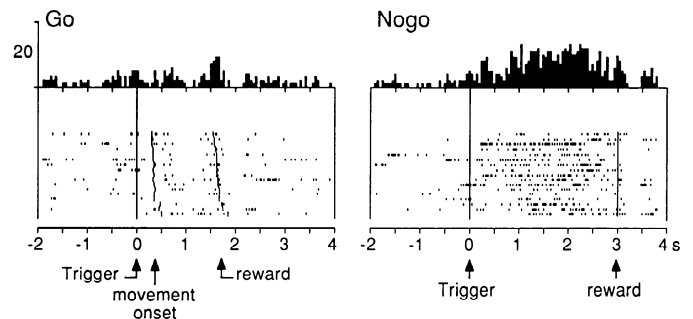 Go
Nogo
20
-2 -1 0 1 2 3 4
-2 -1 0 1 2 3 4 s
Trigger
reward
movement
onset
Trigger
reward